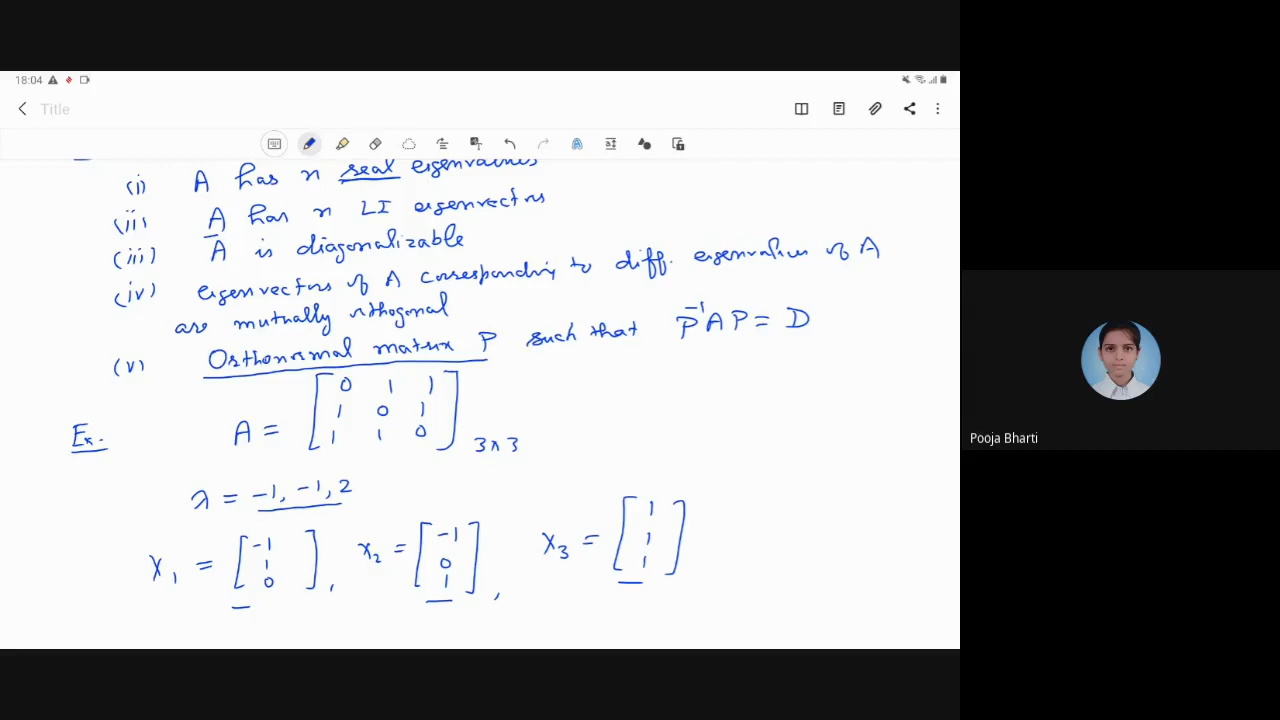 18:04
Title
(i) A has n real eigenvalues
(ii) A has n LI eigenvectors
(iii) A is diagonalizable
(iv) eigenvectors of A corresponding to diff. eigenvalues of A
are mutually orthogonal
(v) Orthonormal matrix P such that P⁻¹AP = D
Ex. A = [0 1 1
1 0 1
1 1 0] 3×3
λ = -1, -1, 2
X₁ = [-1 1 0], X₂ = [-1 0 1], X₃ = [1 1 1]
Pooja Bharti